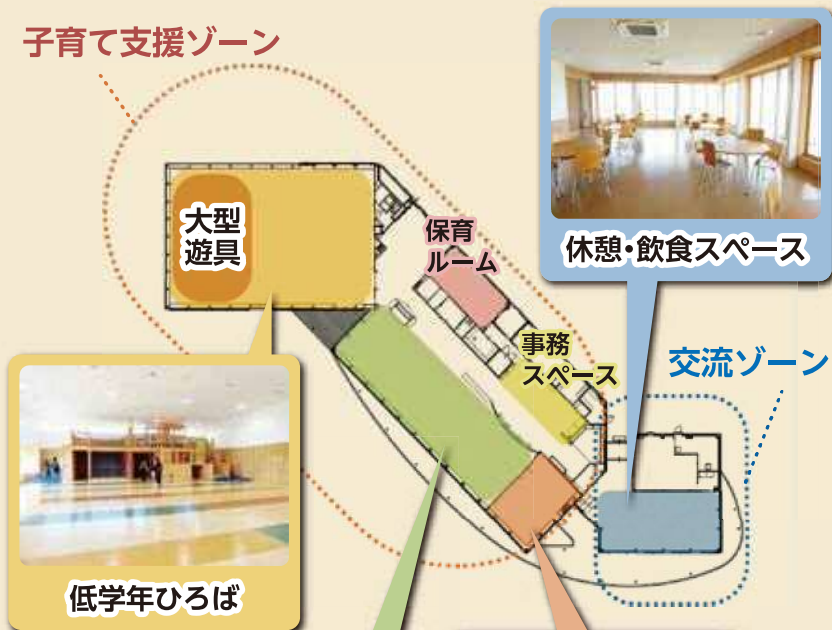 子育て支援ゾーン
大型
遊具
保育
ルーム
休憩・飲食スペース
事務
スペース
交流ゾーン
低学年ひろば